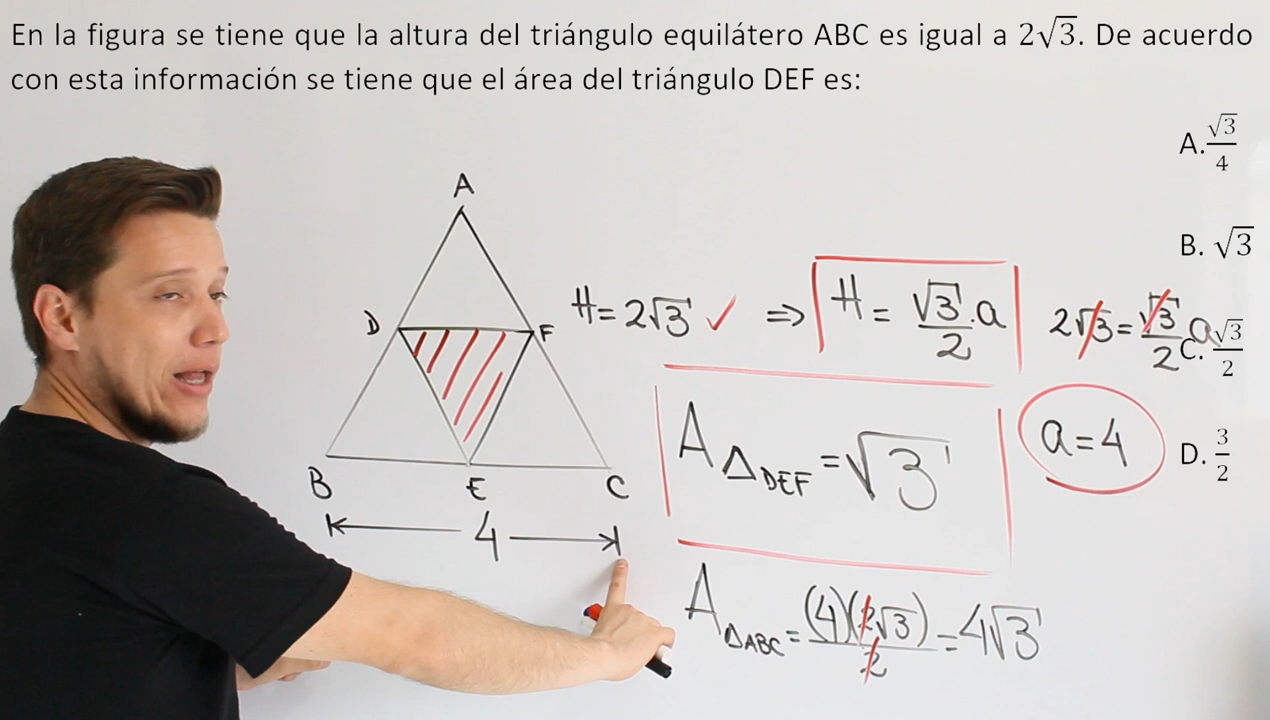 En la figura se tiene que la altura del triángulo equilátero ABC es igual a 2√3. De acuerdo
con esta información se tiene que el área del triángulo DEF es:
A. √3/4
B. √3
C. √3/2
D. 3/2
A
D
F
B
E
C
4
H = 2√3 ✓ ⇒ H = √3.a/2
2√3 = √3/2 a
a = 4
A△DEF = √3
A△ABC = (4)(2√3)/2 = 4√3